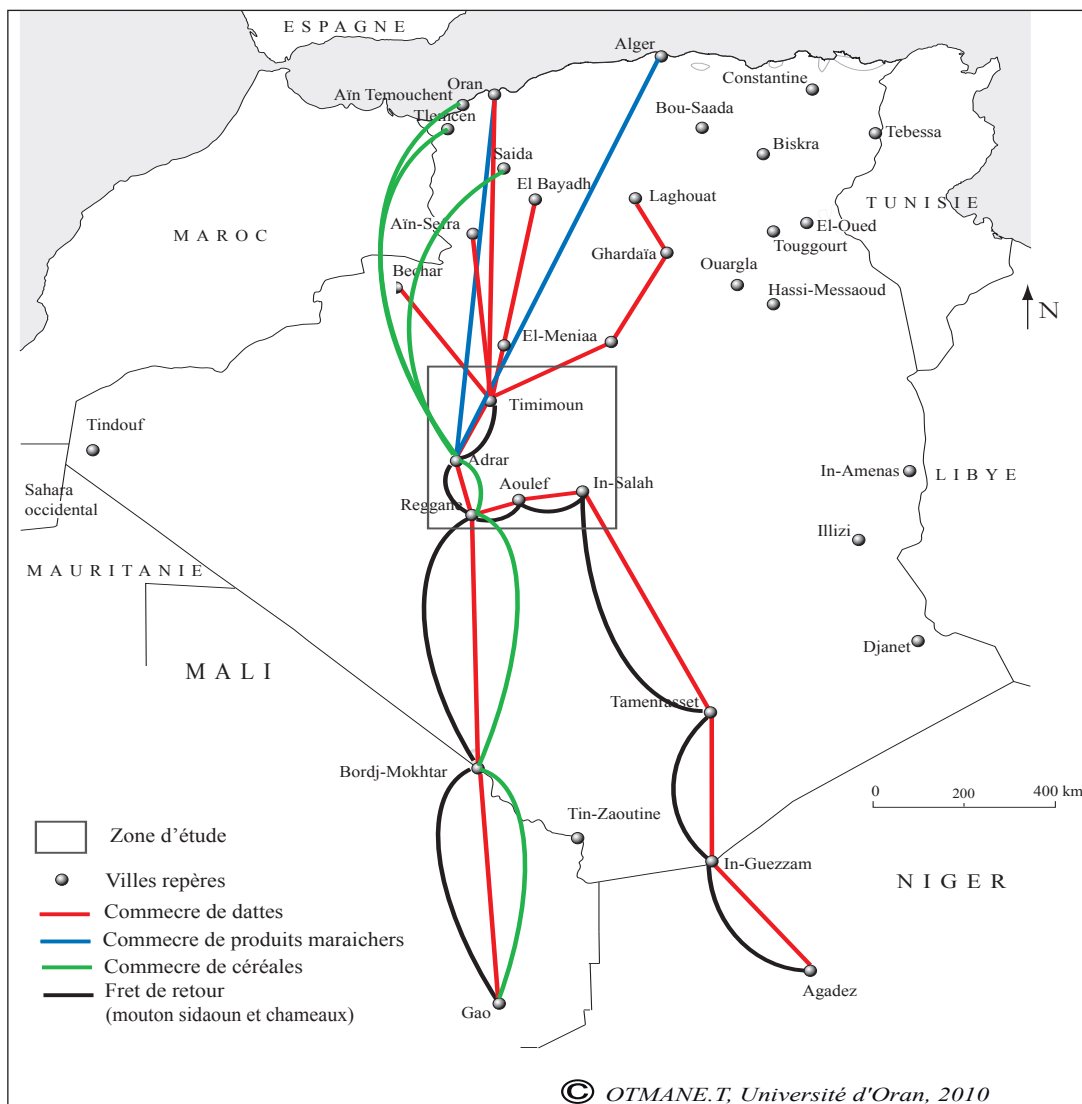 ESPAGNE
Alger
Oran
Constantine
Aïn Temouchent
Bou-Saada
Tlemcen
Tebessa
Biskra
Saida
El Bayadh
Laghouat
TUNISIE
El-Oued
Aïn-Sefra
MAROC
Touggourt
Ghardaïa
Ouargla
Bechar
Hassi-Messaoud
N
El-Meniaa
Timimoun
Tindouf
Adrar
In-Salah
In-Amenas
LIBYE
Aoulef
Sahara
occidental
Reggane
Illizi
MAURITANIE
Djanet
MALI
Tamenrasset
Bordj-Mokhtar
0 200 400 km
Tin-Zaoutine
Zone d'étude
In-Guezzam
Villes repères
NIGER
Commecre de dattes
Commecre de produits maraichers
Commecre de céréales
Fret de retour
(mouton sidaoun et chameaux)
Agadez
Gao
© OTMANE.T, Université d'Oran, 2010